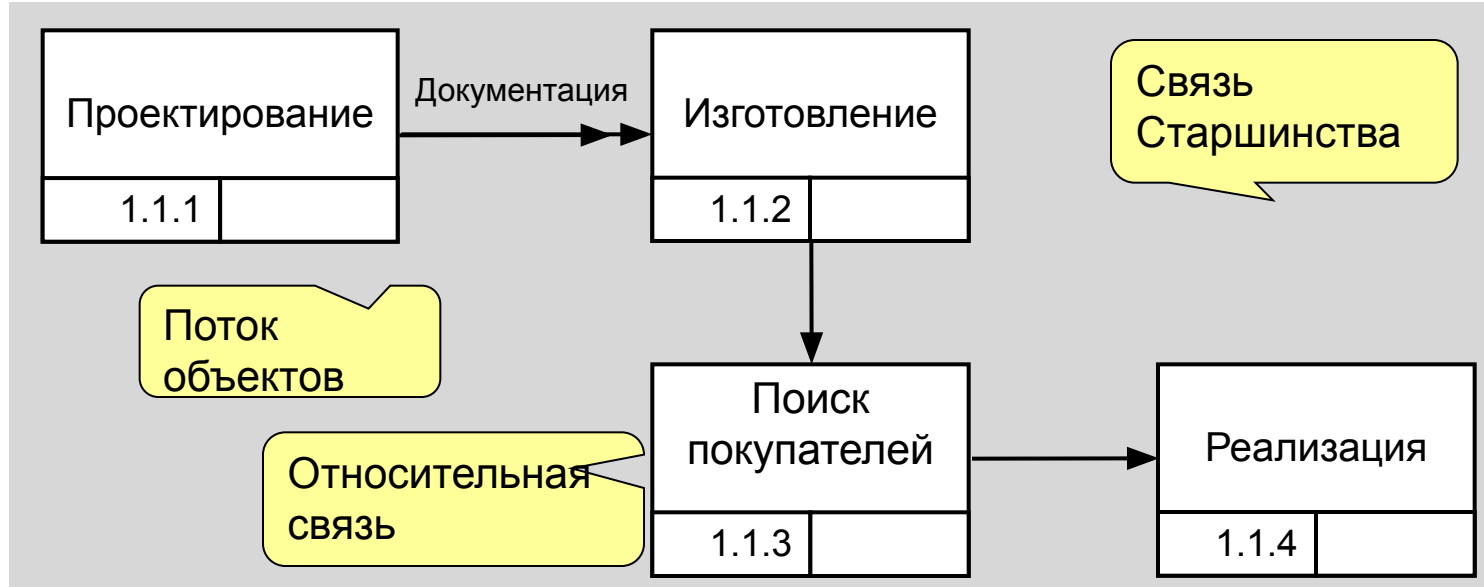 Проектирование
1.1.1
Документация
Изготовление
1.1.2
Связь
Старшинства
Поток
объектов
Относительная
связь
Поиск
покупателей
1.1.3
Реализация
1.1.4